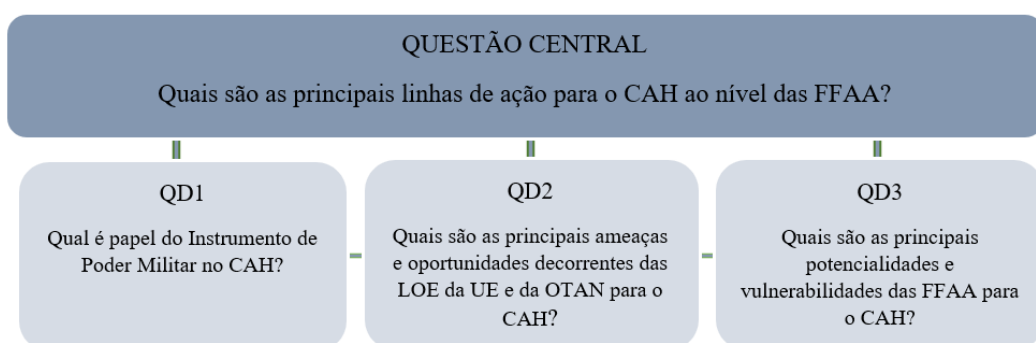 QUESTÃO CENTRAL
Quais são as principais linhas de ação para o CAH ao nível das FFAA?
QD1
Qual é papel do Instrumento de
Poder Militar no CAH?
QD2
Quais são as principais ameaças
e oportunidades decorrentes das
LOE da UE e da OTAN para o
CAH?
QD3
Quais são as principais
potencialidades e
vulnerabilidades das FFAA para
o CAH?